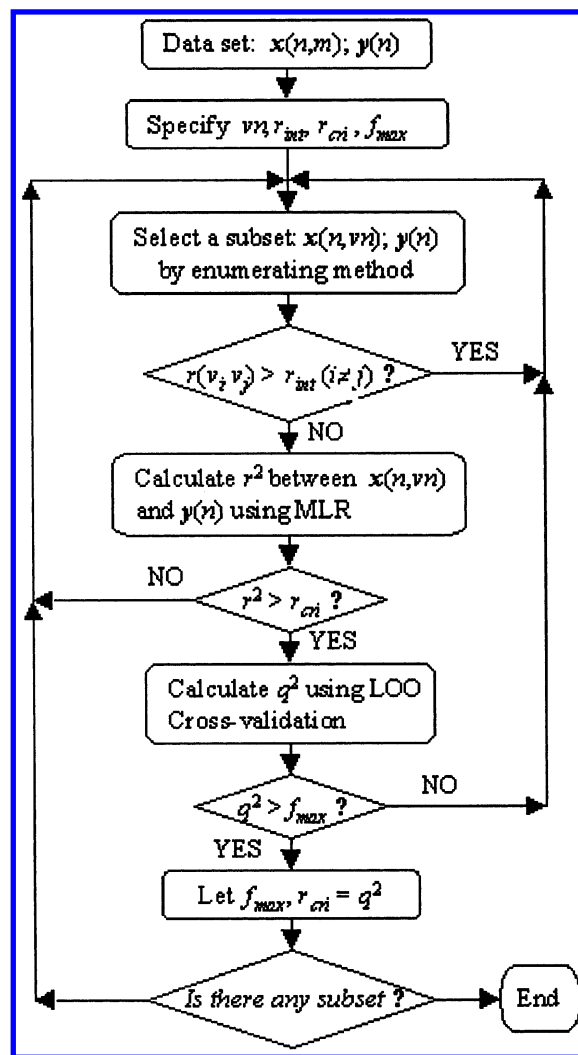 Data set: x(n,m); y(n)
Specify vn, r_int, r_cri, f_max
Select a subset: x(n,vn); y(n)
by enumerating method
r(v_i, v_j) > r_int (i≠j) ?
YES
NO
Calculate r² between x(n,vn)
and y(n) using MLR
NO
r² > r_cri ?
YES
Calculate q² using LOO
Cross-validation
q² > f_max ?
NO
YES
Let f_max, r_cri = q²
Is there any subset ?
End